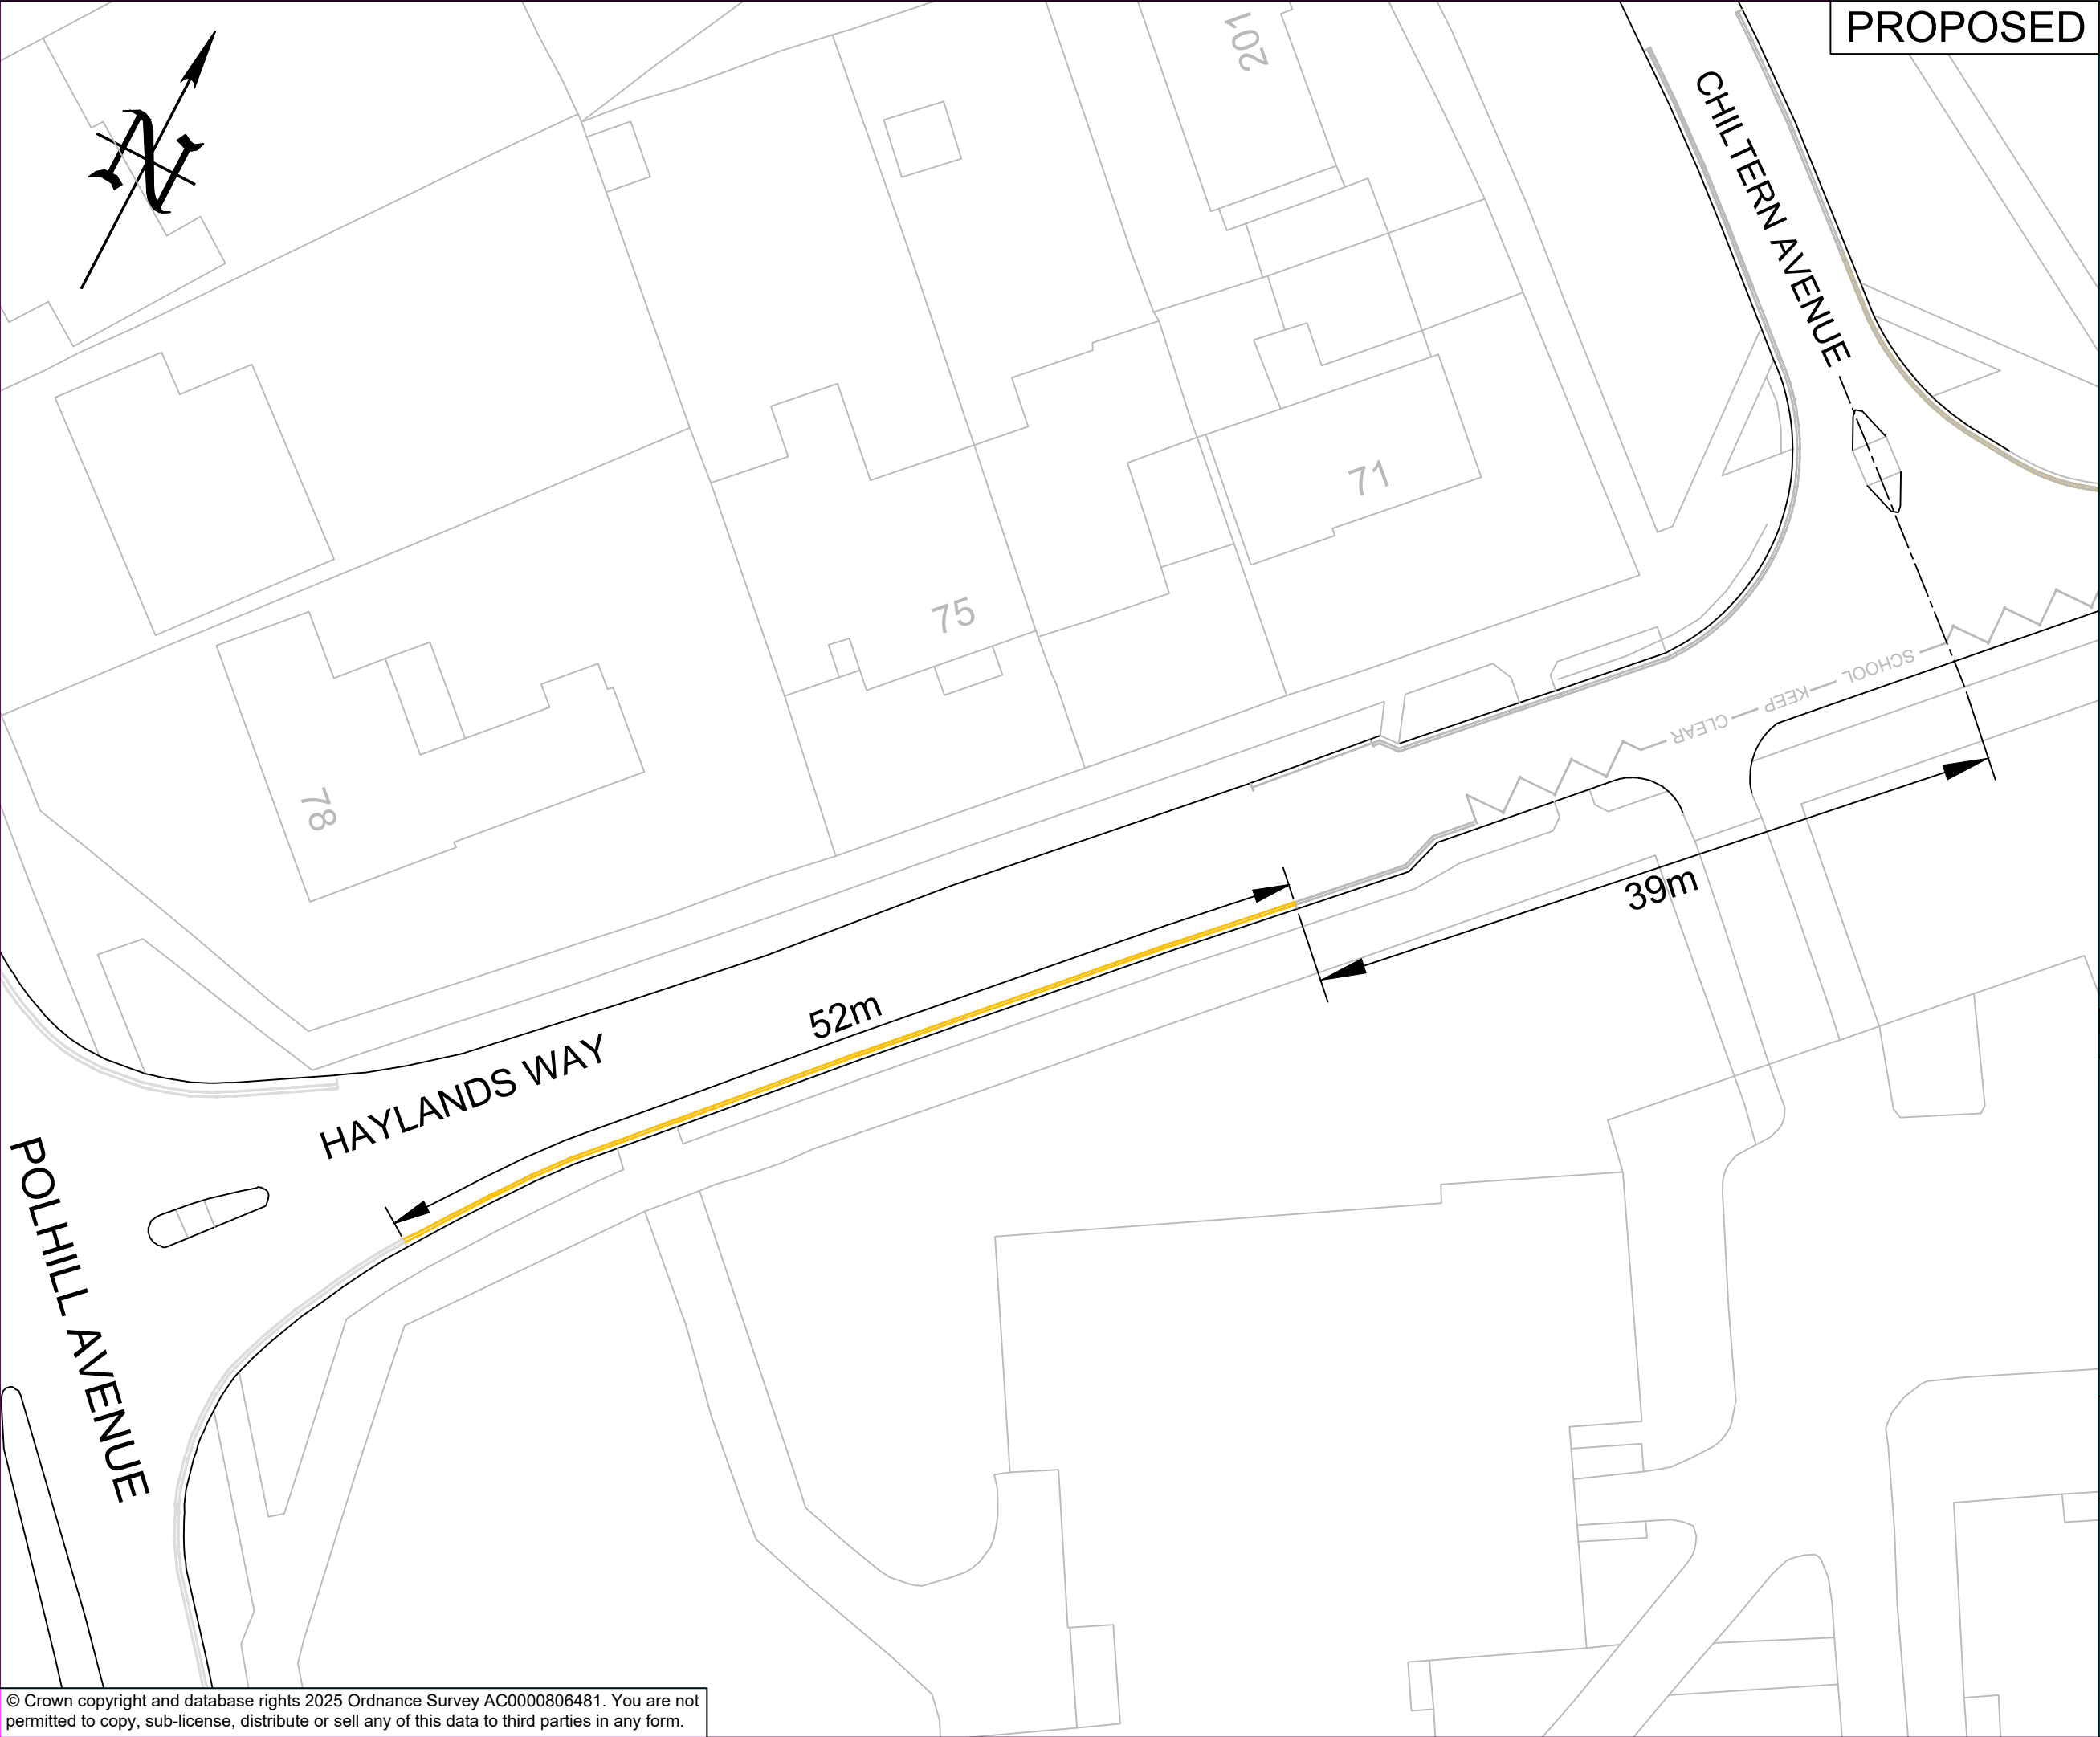 PROPOSED
N
201
CHILTERN AVENUE
71
75
78
SCHOOL
KEEP
CLEAR
39m
52m
HAYLANDS WAY
POLHILL AVENUE
© Crown copyright and database rights 2025 Ordnance Survey AC0000806481. You are not
permitted to copy, sub-license, distribute or sell any of this data to third parties in any form.